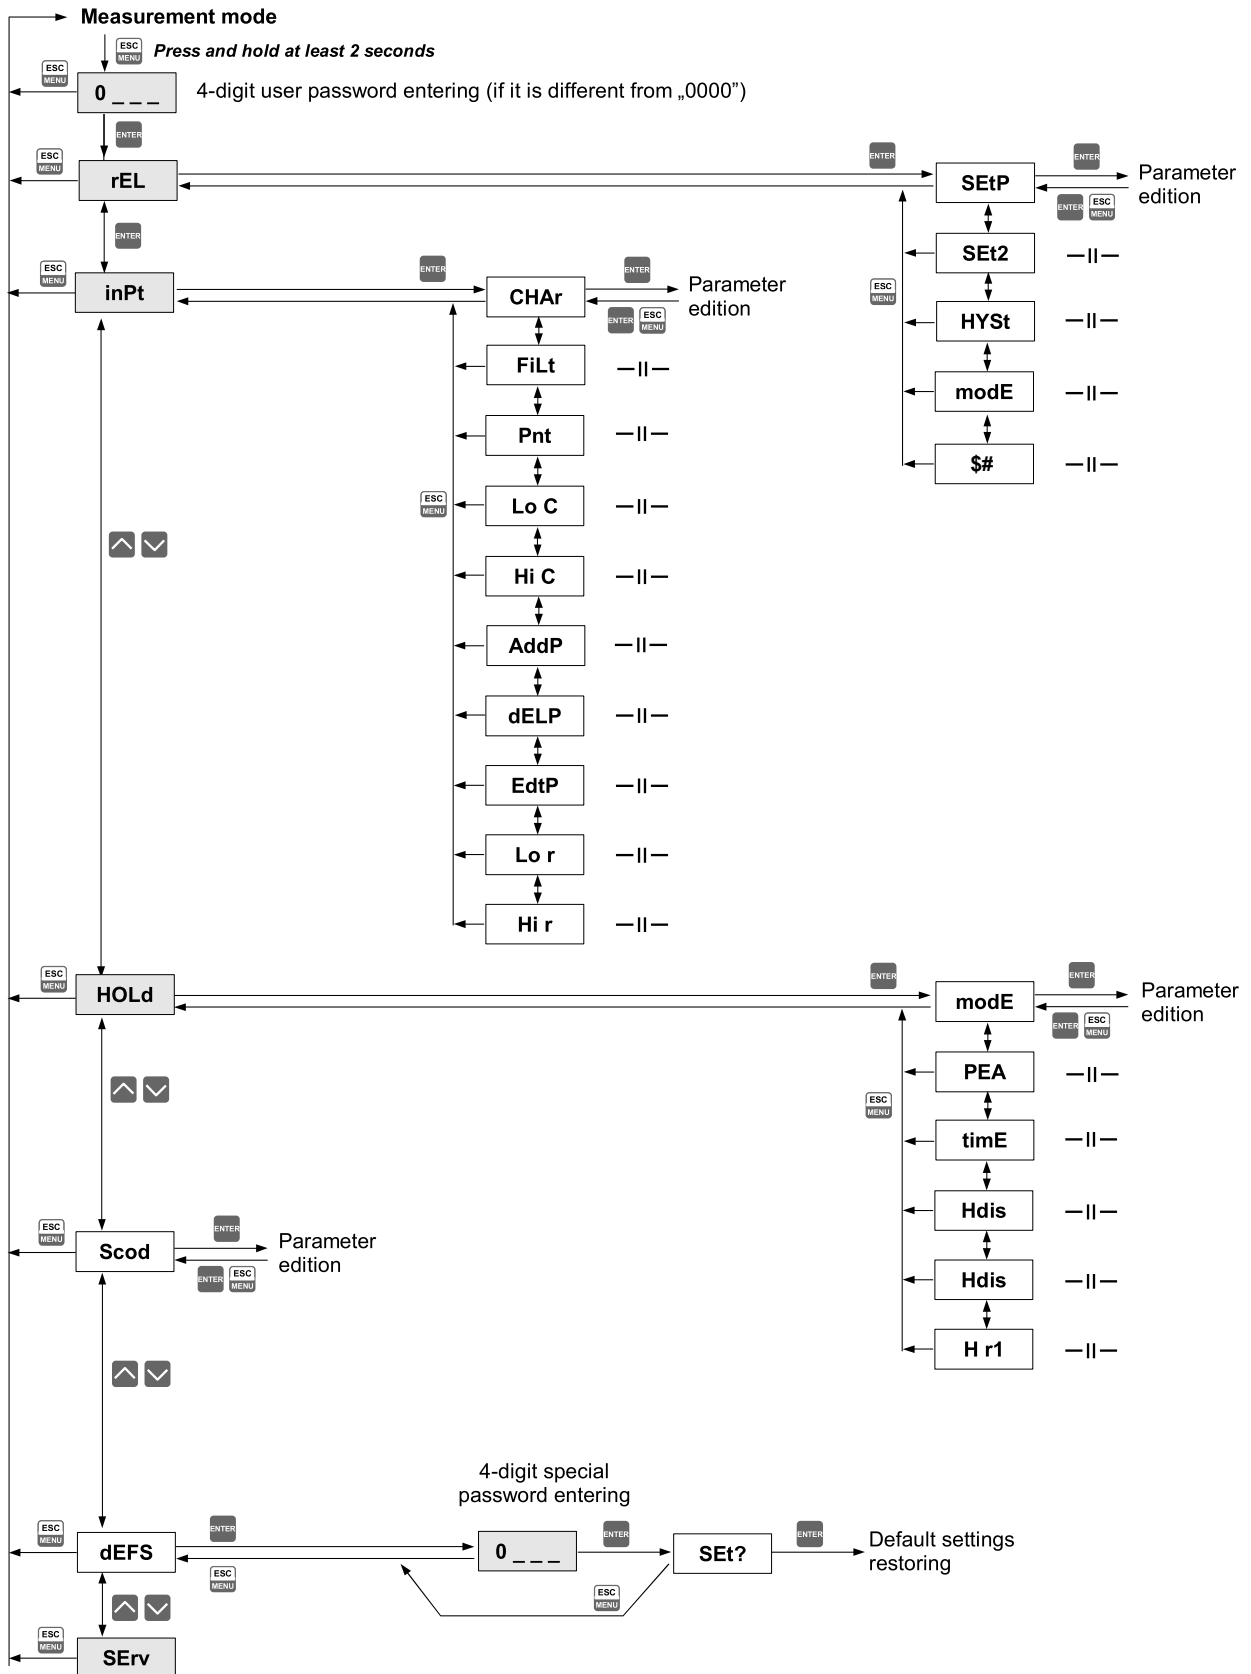 Measurement mode
ESC
MENU
Press and hold at least 2 seconds
ESC
MENU
0 _ _ _
4-digit user password entering (if it is different from „0000”)
ENTER
ESC
MENU
rEL
ENTER
SEtP
ENTER
Parameter
edition
ENTER
ESC
MENU
ENTER
SEt2
—II—
ESC
MENU
HYSt
—II—
modE
—II—
$#
—II—
ESC
MENU
inPt
ENTER
CHAr
ENTER
Parameter
edition
ENTER
ESC
MENU
FiLt
—II—
Pnt
—II—
ESC
MENU
Lo C
—II—
Hi C
—II—
AddP
—II—
dELP
—II—
EdtP
—II—
Lo r
—II—
Hi r
—II—
ESC
MENU
HOLd
ENTER
modE
ENTER
Parameter
edition
ENTER
ESC
MENU
PEA
—II—
ESC
MENU
timE
—II—
Hdis
—II—
Hdis
—II—
H r1
—II—
ESC
MENU
Scod
ENTER
Parameter
edition
ENTER
ESC
MENU
4-digit special
password entering
ESC
MENU
dEFS
ENTER
ESC
MENU
0 _ _ _
ENTER
SEt?
ENTER
Default settings
restoring
ESC
MENU
ESC
MENU
SErv